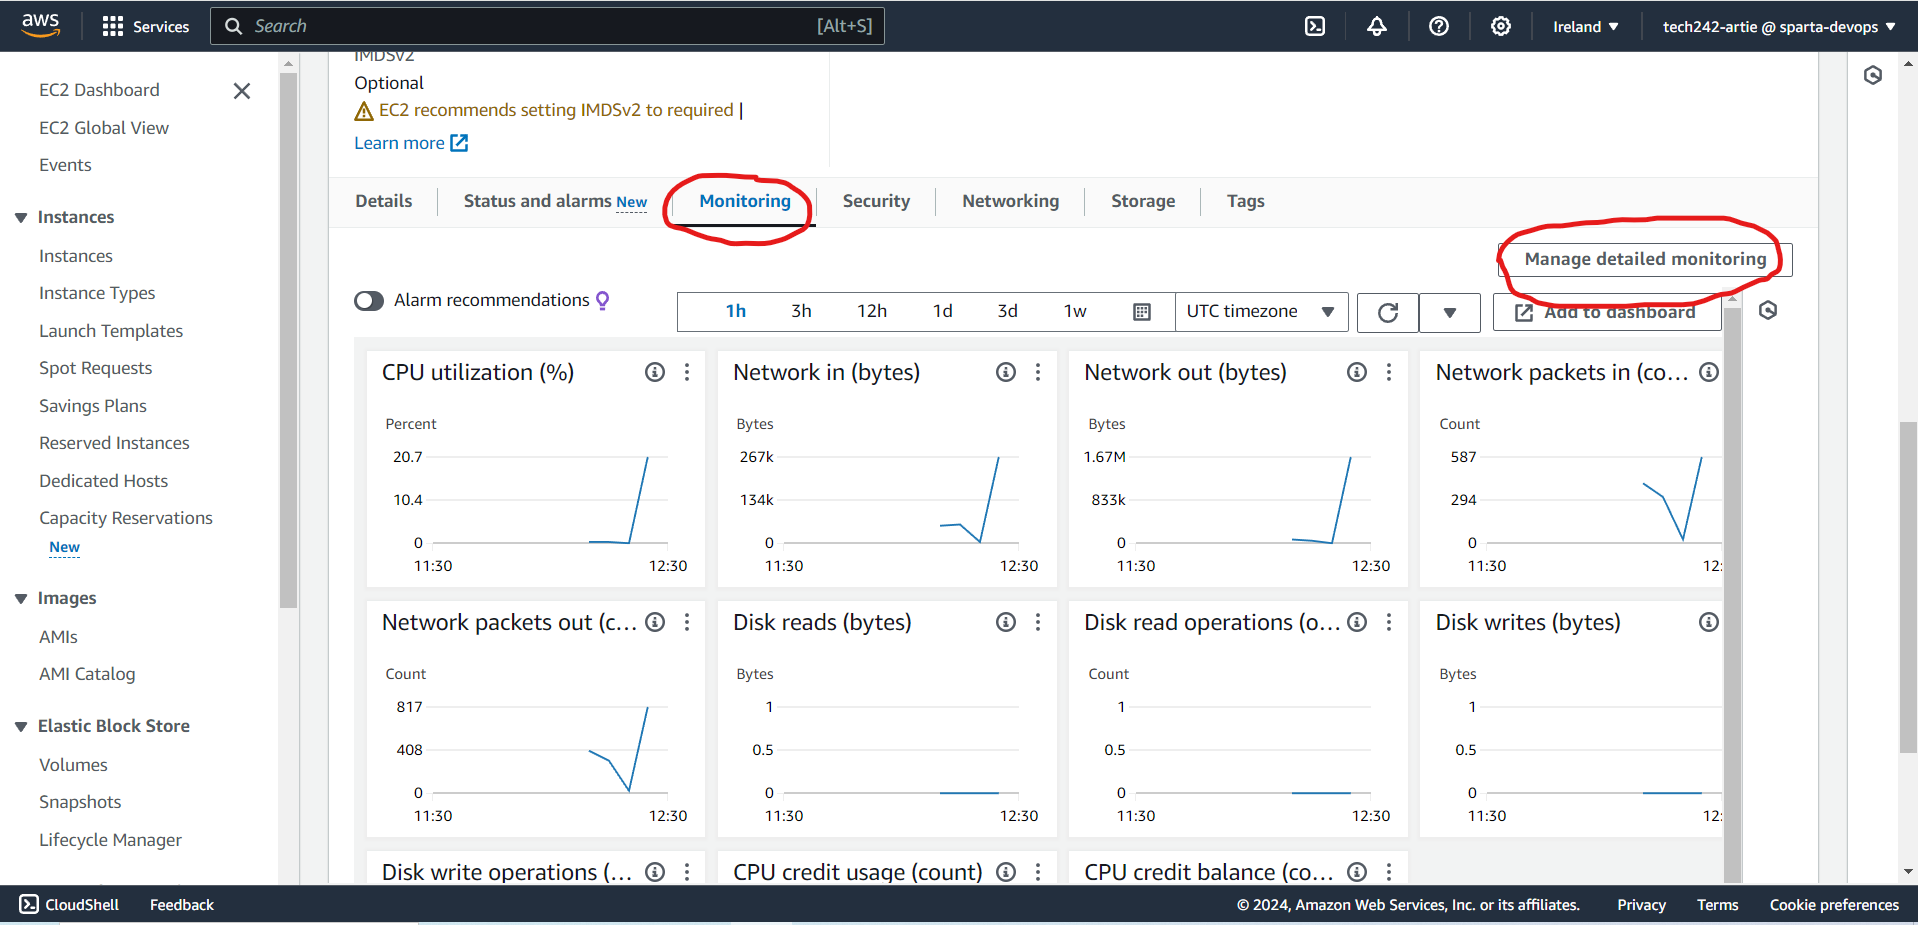 aws
Services
Search
[Alt+S]
Ireland
tech242-artie @ sparta-devops
EC2 Dashboard
EC2 Global View
Events
Instances
Instances
Instance Types
Launch Templates
Spot Requests
Savings Plans
Reserved Instances
Dedicated Hosts
Capacity Reservations
New
Images
AMIs
AMI Catalog
Elastic Block Store
Volumes
Snapshots
Lifecycle Manager
IMDSv2
Optional
EC2 recommends setting IMDSv2 to required |
Learn more
Details
Status and alarms New
Monitoring
Security
Networking
Storage
Tags
Manage detailed monitoring
Alarm recommendations
1h 3h 12h 1d 3d 1w
UTC timezone
Add to dashboard
CPU utilization (%)
Percent
20.7
10.4
0
11:30 12:30
Network in (bytes)
Bytes
267k
134k
0
11:30 12:30
Network out (bytes)
Bytes
1.67M
833k
0
11:30 12:30
Network packets in (co...
Count
587
294
0
11:30 12:
Network packets out (c...
Count
817
408
0
11:30 12:30
Disk reads (bytes)
Bytes
1
0.5
0
11:30 12:30
Disk read operations (o...
Count
1
0.5
0
11:30 12:30
Disk writes (bytes)
Bytes
1
0.5
0
11:30 12:
Disk write operations (...
CPU credit usage (count)
CPU credit balance (co...
CloudShell
Feedback
© 2024, Amazon Web Services, Inc. or its affiliates.
Privacy
Terms
Cookie preferences